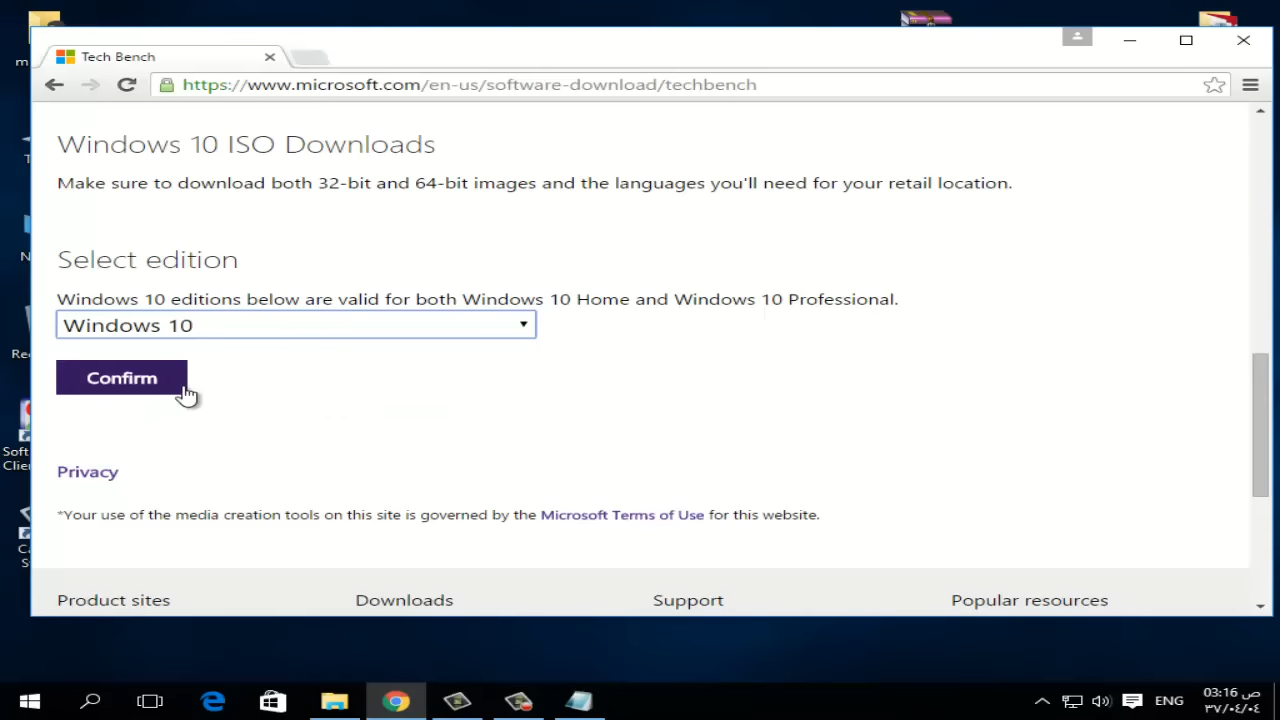 Tech Bench
https://www.microsoft.com/en-us/software-download/techbench
Windows 10 ISO Downloads
Make sure to download both 32-bit and 64-bit images and the languages you'll need for your retail location.
Select edition
Windows 10 editions below are valid for both Windows 10 Home and Windows 10 Professional.
Windows 10
Confirm
Privacy
*Your use of the media creation tools on this site is governed by the Microsoft Terms of Use for this website.
Product sites
Downloads
Support
Popular resources
Soft
Clien
ENG
03:16 ص
٣٧/٠٤/٠٤